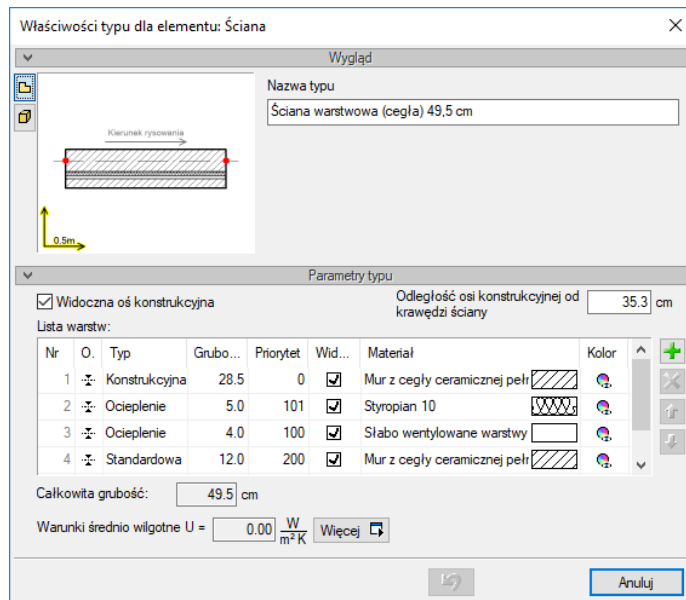 Właściwości typu dla elementu: Ściana
Wygląd
Nazwa typu
Ściana warstwowa (cegła) 49,5 cm
Kierunek rysowania
0.5m
Parametry typu
Widoczna oś konstrukcyjna
Odległość osi konstrukcyjnej od
krawędzi ściany
35.3 cm
Lista warstw:
Nr O. Typ Grubo... Priorytet Wid... Materiał Kolor
1 Konstrukcyjna 28.5 0 Mur z cegły ceramicznej pełr
2 Ocieplenie 5.0 101 Styropian 10
3 Ocieplenie 4.0 100 Słabo wentylowane warstwy
4 Standardowa 12.0 200 Mur z cegły ceramicznej pełr
Całkowita grubość: 49.5 cm
Warunki średnio wilgotne U = 0.00 W/m²K Więcej
Anuluj